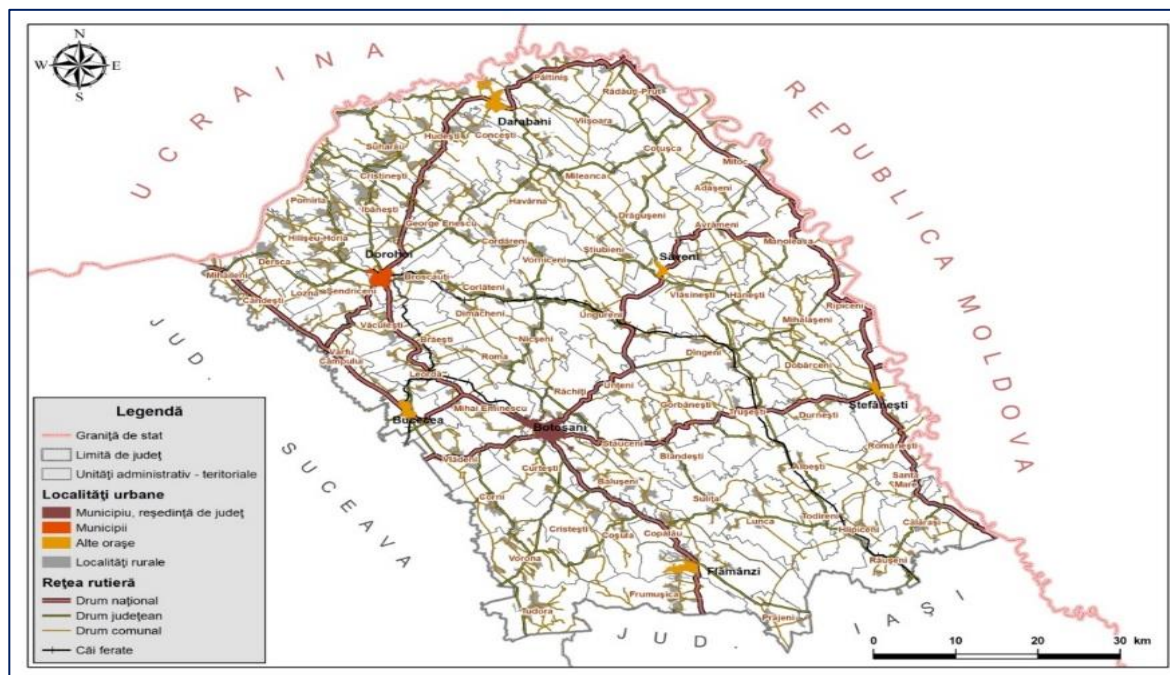 N
W E
S
UCRAINA
REPUBLICA MOLDOVA
JUD. SUCEAVA
JUD. IAȘI
Păltiniș
Rădăuți-Prut
Darabani
Viișoara
Hudești
Concești
Coțușca
Suharău
Mitoc
Cristinești
Mileanca
Adășeni
Havârna
Pomîrla
Ibănești
Drăgușeni
George Enescu
Avrămeni
Hilișeu-Horia
Cordăreni
Manoleasa
Știubieni
Dorohoi
Săveni
Dersca
Vorniceni
Mihăileni
Broscăuți
Lozna
Șendriceni
Corlăteni
Vlăsinești
Hănești
Cândești
Ripiceni
Dimăcheni
Ungureni
Mihălășeni
Văculești
Brăești
Nicșeni
Vârfu
Câmpului
Roma
Dîngeni
Dobârceni
Leorda
Răchiți
Unțeni
Ștefănești
Mihai Eminescu
Gorbănești
Bucecea
Trușești
Durnești
Botoșani
Stăuceni
Românești
Vlădeni
Blândești
Curtești
Albești
Santa
Mare
Bălușeni
Corni
Sulița
Lunca
Todireni
Călărași
Cristești
Coșula
Copălău
Hlipiceni
Vorona
Răuseni
Flămânzi
Frumușica
Tudora
Prăjeni
Legendă
Graniță de stat
Limită de județ
Unități administrativ - teritoriale
Localități urbane
Municipiu, reședință de județ
Municipii
Alte orașe
Localități rurale
Rețea rutieră
Drum național
Drum județean
Drum comunal
Căi ferate
0 10 20 30 km